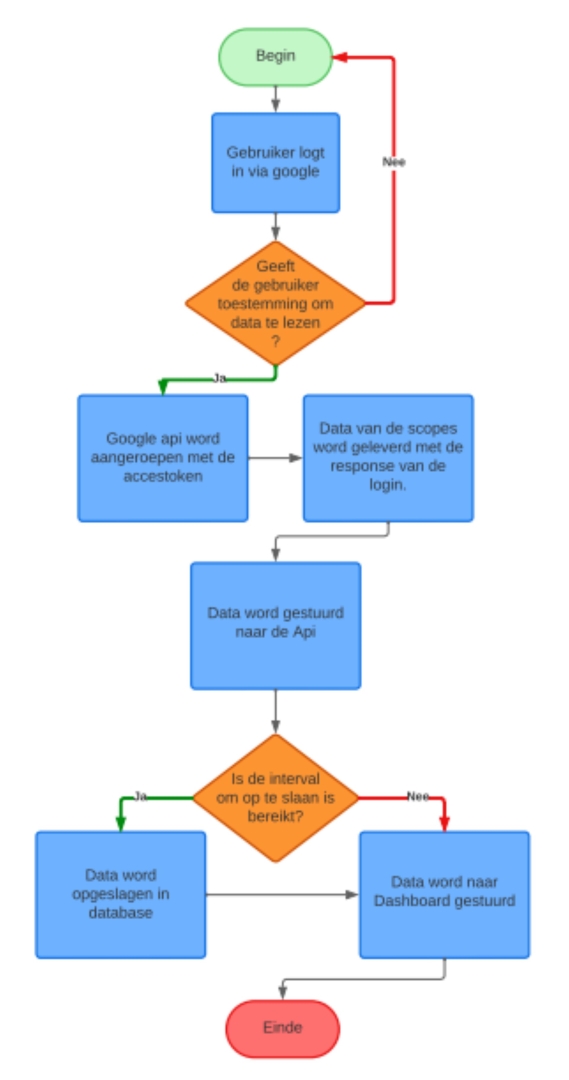 Begin
Gebruiker logt
in via google
Nee
Geeft
de gebruiker
toestemming om
data te lezen
?
Ja
Google api word
aangeroepen met de
accestoken
Data van de scopes
word geleverd met de
response van de
login.
Data word gestuurd
naar de Api
Is de interval
om op te slaan is
bereikt?
Ja
Nee
Data word
opgeslagen in
database
Data word naar
Dashboard gestuurd
Einde